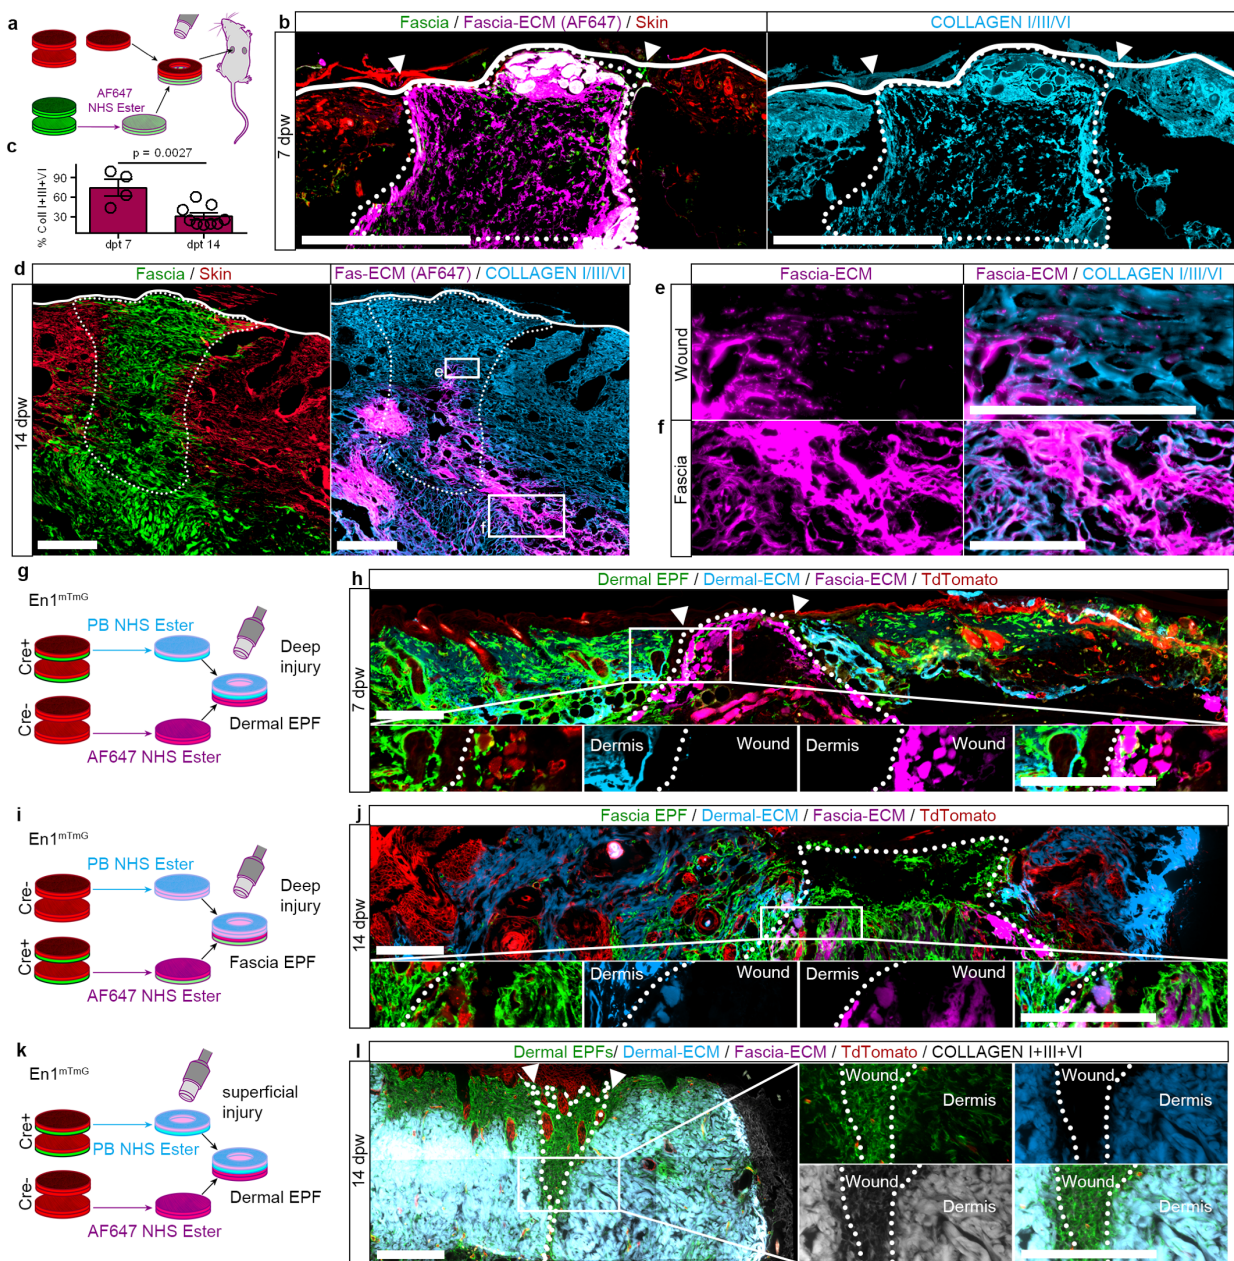 a
AF647
NHS Ester
b
Fascia / Fascia-ECM (AF647) / Skin
COLLAGEN I/III/VI
7 dpw
c
p = 0.0027
% Coll I+III+VI
90
60
30
dpt 7
dpt 14
d
Fascia / Skin
Fas-ECM (AF647) / COLLAGEN I/III/VI
14 dpw
e
f
Fascia-ECM
Fascia-ECM / COLLAGEN I/III/VI
e
Wound
f
Fascia
g
En1mTmG
PB NHS Ester
Cre+
Cre-
Deep
injury
Dermal EPF
AF647 NHS Ester
h
Dermal EPF / Dermal-ECM / Fascia-ECM / TdTomato
7 dpw
Dermis
Wound
Dermis
Wound
i
En1mTmG
PB NHS Ester
Cre-
Cre+
Deep
injury
Fascia EPF
AF647 NHS Ester
j
Fascia EPF / Dermal-ECM / Fascia-ECM / TdTomato
14 dpw
Dermis
Wound
Dermis
Wound
k
En1mTmG
superficial
injury
Cre+
PB NHS Ester
Cre-
Dermal EPF
AF647 NHS Ester
l
Dermal EPFs/ Dermal-ECM / Fascia-ECM / TdTomato / COLLAGEN I+III+VI
14 dpw
Wound
Dermis
Wound
Dermis
Wound
Dermis
Wound
Dermis